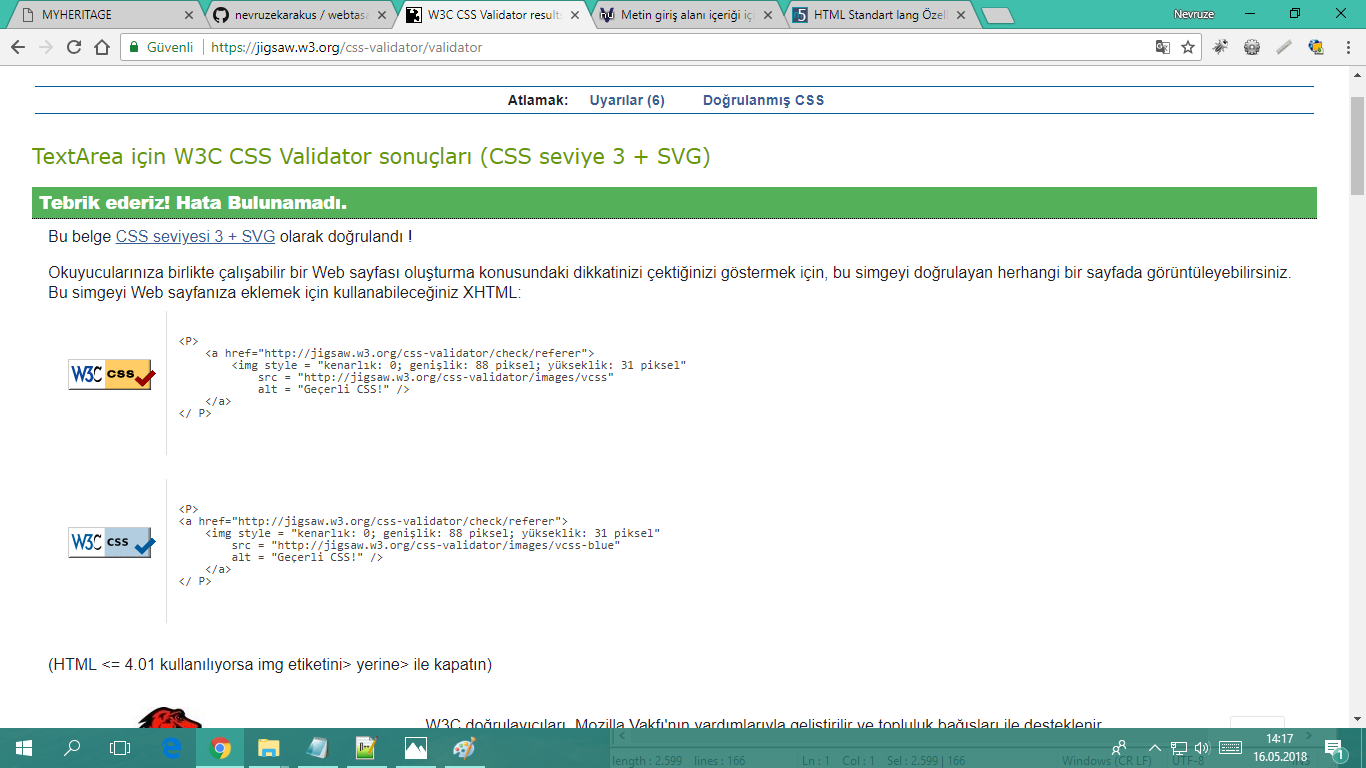 MYHERITAGE
nevruzekarakus / webtasa
W3C CSS Validator results
Metin giriş alanı içeriği iç
HTML Standart lang Özell
Nevruze
Güvenli
https://jigsaw.w3.org/css-validator/validator
Atlamak: Uyarılar (6) Doğrulanmış CSS
TextArea için W3C CSS Validator sonuçları (CSS seviye 3 + SVG)
Tebrik ederiz! Hata Bulunamadı.
Bu belge CSS seviyesi 3 + SVG olarak doğrulandı !
Okuyucularınıza birlikte çalışabilir bir Web sayfası oluşturma konusundaki dikkatinizi çektiğinizi göstermek için, bu simgeyi doğrulayan herhangi bir sayfada görüntüleyebilirsiniz.
Bu simgeyi Web sayfanıza eklemek için kullanabileceğiniz XHTML:
W3C css
<P>
<a href="http://jigsaw.w3.org/css-validator/check/referer">
<img style = "kenarlık: 0; genişlik: 88 piksel; yükseklik: 31 piksel"
src = "http://jigsaw.w3.org/css-validator/images/vcss"
alt = "Geçerli CSS!" />
</a>
</ P>
W3C css
<P>
<a href="http://jigsaw.w3.org/css-validator/check/referer">
<img style = "kenarlık: 0; genişlik: 88 piksel; yükseklik: 31 piksel"
src = "http://jigsaw.w3.org/css-validator/images/vcss-blue"
alt = "Geçerli CSS!" />
</a>
</ P>
(HTML <= 4.01 kullanılıyorsa img etiketini> yerine> ile kapatın)
W3C doğrulayıcıları, Mozilla Vakfı'nın yardımlarıyla geliştirilir ve topluluk bağışları ile desteklenir
length : 2.599 lines : 166 Ln : 1 Col : 1 Sel : 2.599 | 166 Windows (CR LF) UTF-8 INS
14:17
16.05.2018
1